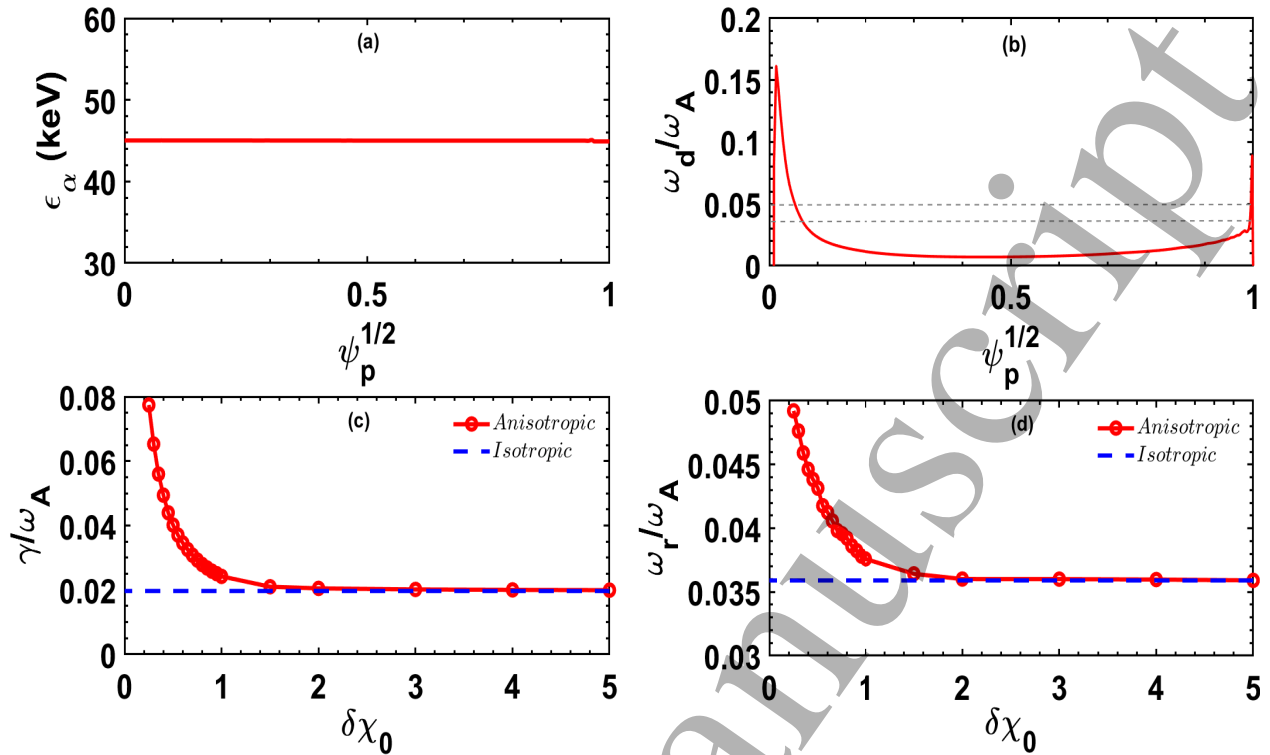 (a)
60
50
40
30
ϵ_α (keV)
0
0.5
1
ψ_p^{1/2}
(b)
0.2
0.15
0.1
0.05
0
ω_d/ω_A
0
0.5
1
ψ_p^{1/2}
(c)
0.08
0.06
0.04
0.02
0
γ/ω_A
Anisotropic
Isotropic
0
1
2
3
4
5
δχ_0
(d)
0.05
0.045
0.04
0.035
0.03
ω_r/ω_A
Anisotropic
Isotropic
0
1
2
3
4
5
δχ_0
anuscript